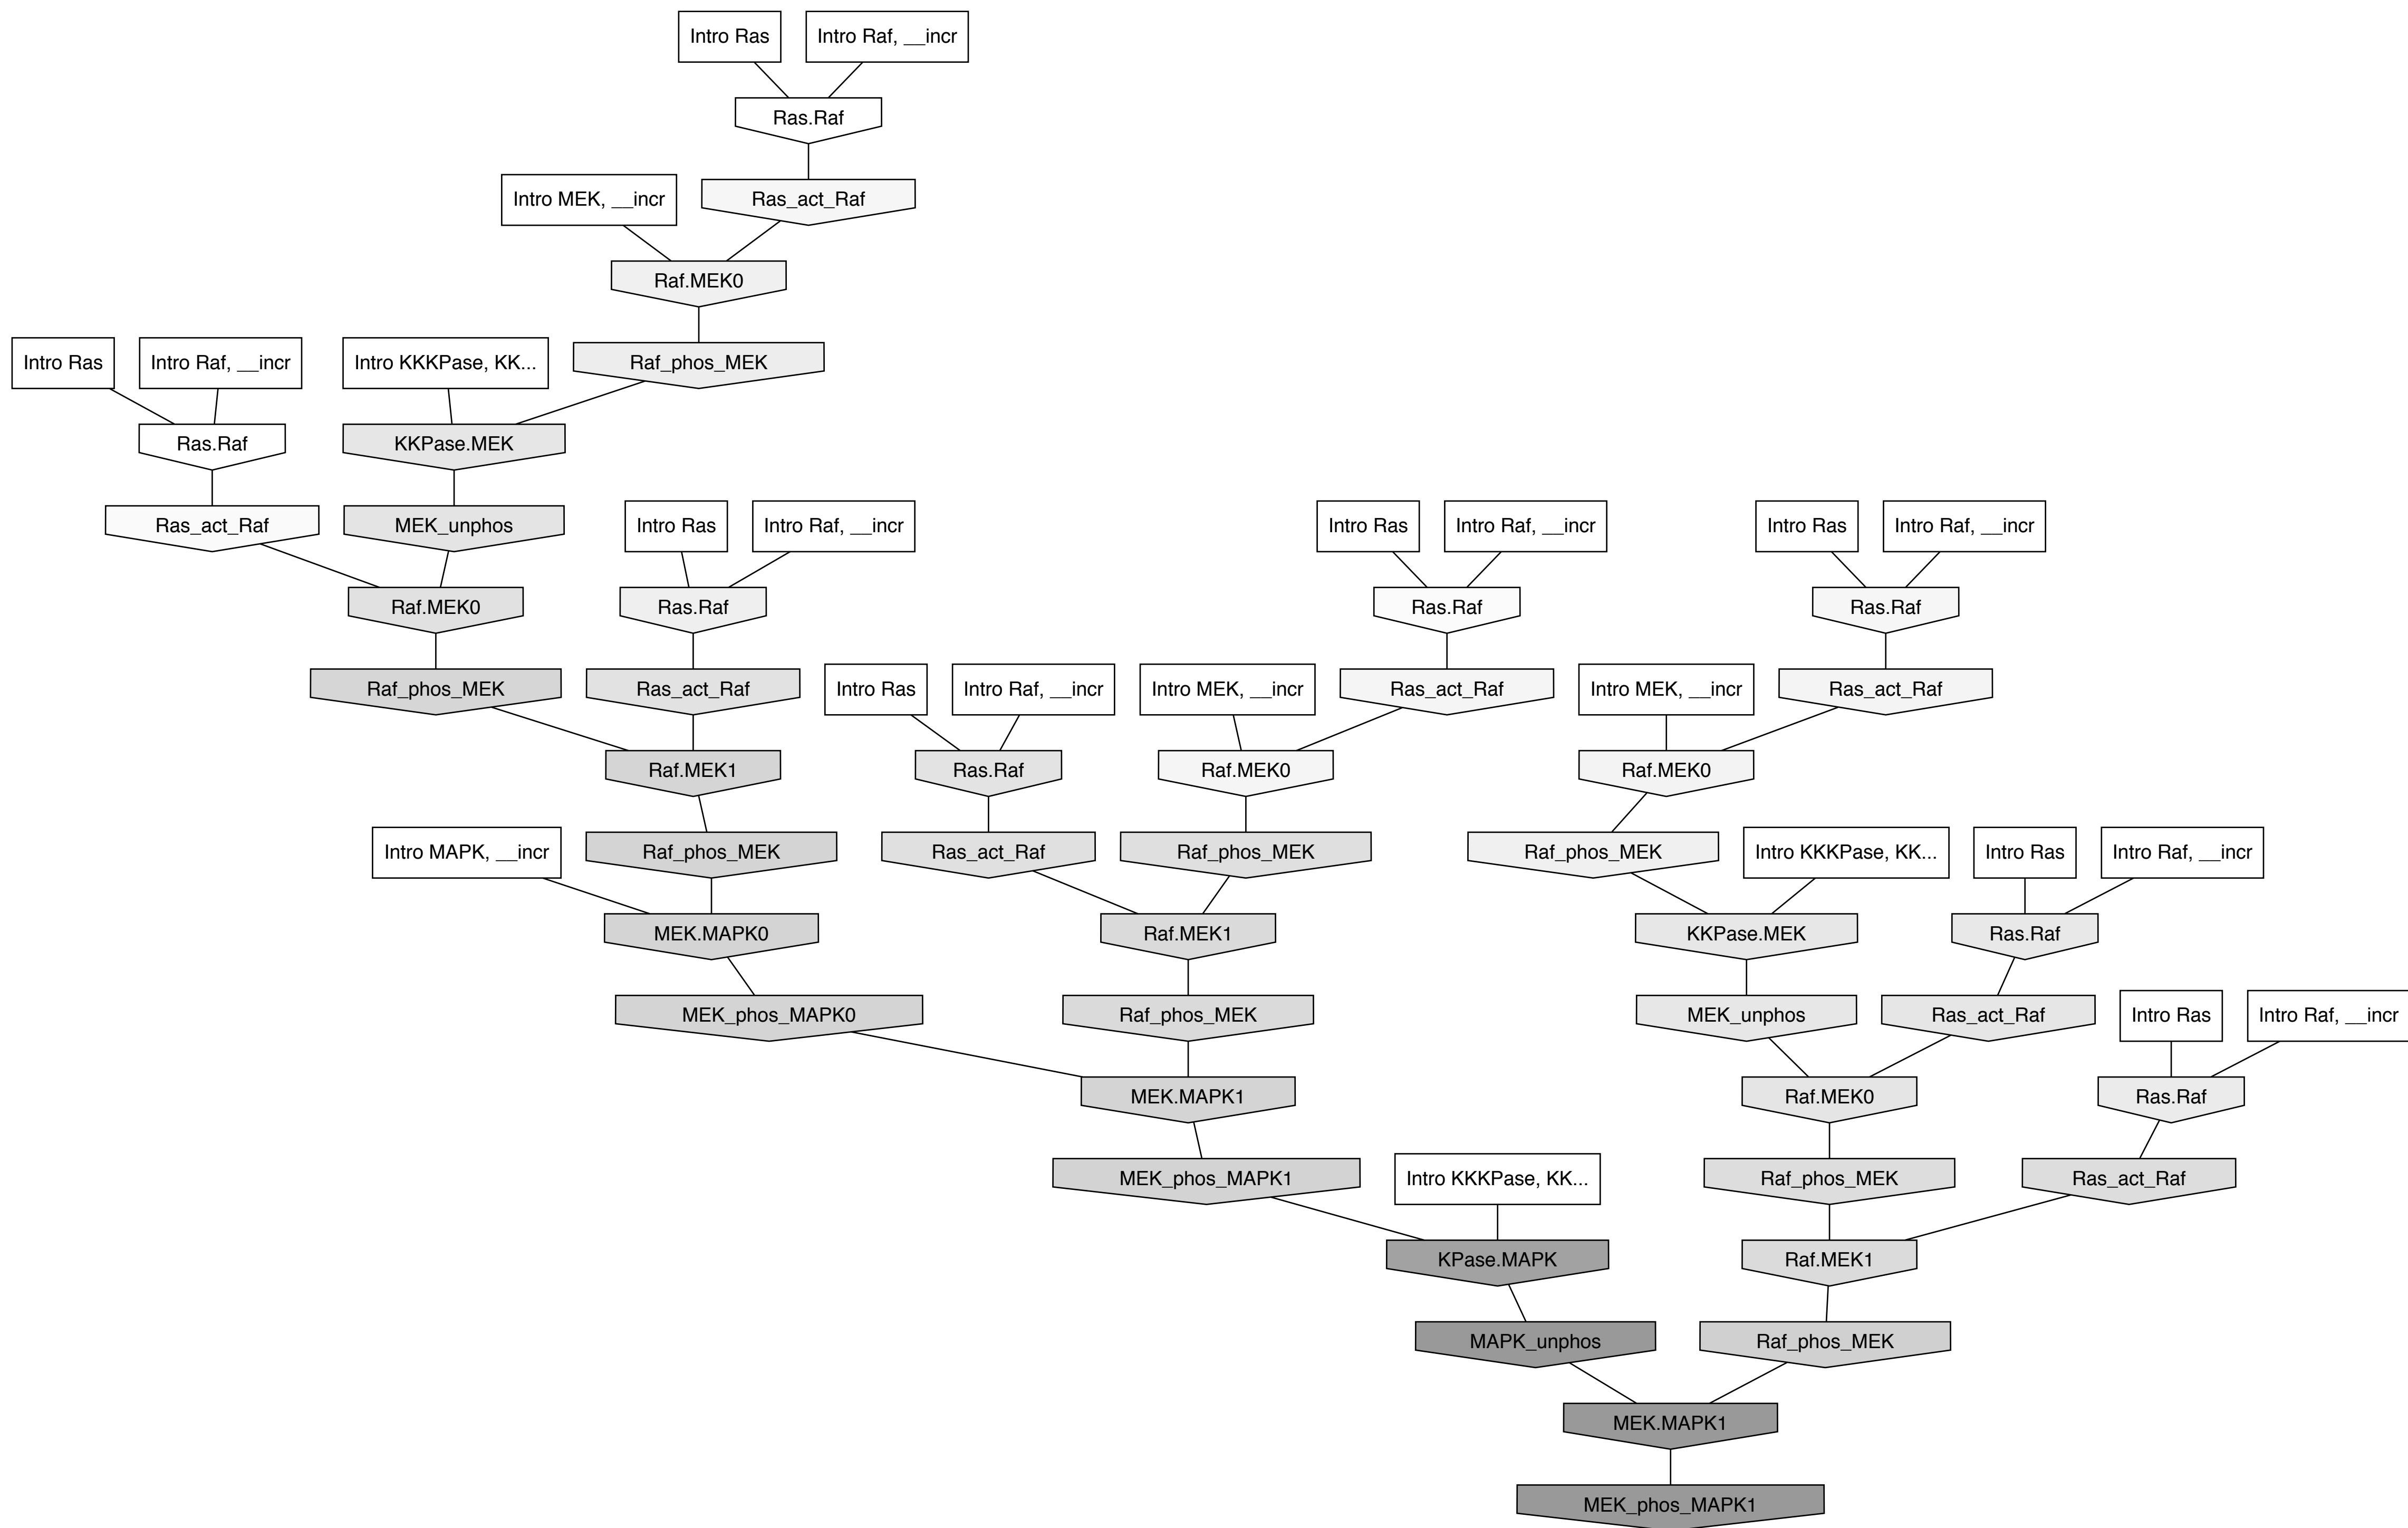 Intro Ras
Intro Raf, __incr
Ras.Raf
Intro MEK, __incr
Ras_act_Raf
Raf.MEK0
Intro Ras
Intro Raf, __incr
Intro KKKPase, KK...
Raf_phos_MEK
Ras.Raf
KKPase.MEK
Ras_act_Raf
MEK_unphos
Intro Ras
Intro Raf, __incr
Intro Ras
Intro Raf, __incr
Intro Ras
Intro Raf, __incr
Raf.MEK0
Ras.Raf
Ras.Raf
Ras.Raf
Raf_phos_MEK
Ras_act_Raf
Intro Ras
Intro Raf, __incr
Intro MEK, __incr
Ras_act_Raf
Intro MEK, __incr
Ras_act_Raf
Raf.MEK1
Ras.Raf
Raf.MEK0
Raf.MEK0
Intro MAPK, __incr
Raf_phos_MEK
Ras_act_Raf
Raf_phos_MEK
Raf_phos_MEK
Intro KKKPase, KK...
Intro Ras
Intro Raf, __incr
MEK.MAPK0
Raf.MEK1
KKPase.MEK
Ras.Raf
MEK_phos_MAPK0
Raf_phos_MEK
MEK_unphos
Ras_act_Raf
Intro Ras
Intro Raf, __incr
MEK.MAPK1
Raf.MEK0
Ras.Raf
MEK_phos_MAPK1
Intro KKKPase, KK...
Raf_phos_MEK
Ras_act_Raf
KPase.MAPK
Raf.MEK1
MAPK_unphos
Raf_phos_MEK
MEK.MAPK1
MEK_phos_MAPK1